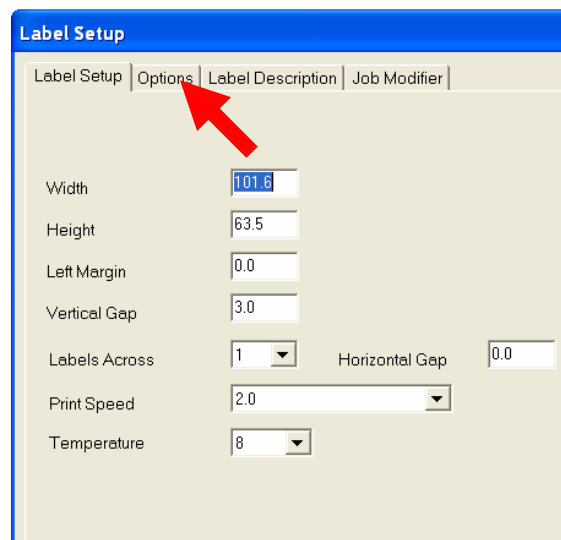 Label Setup
Label Setup Options Label Description Job Modifier
Width 101.6
Height 63.5
Left Margin 0.0
Vertical Gap 3.0
Labels Across 1 Horizontal Gap 0.0
Print Speed 2.0
Temperature 8